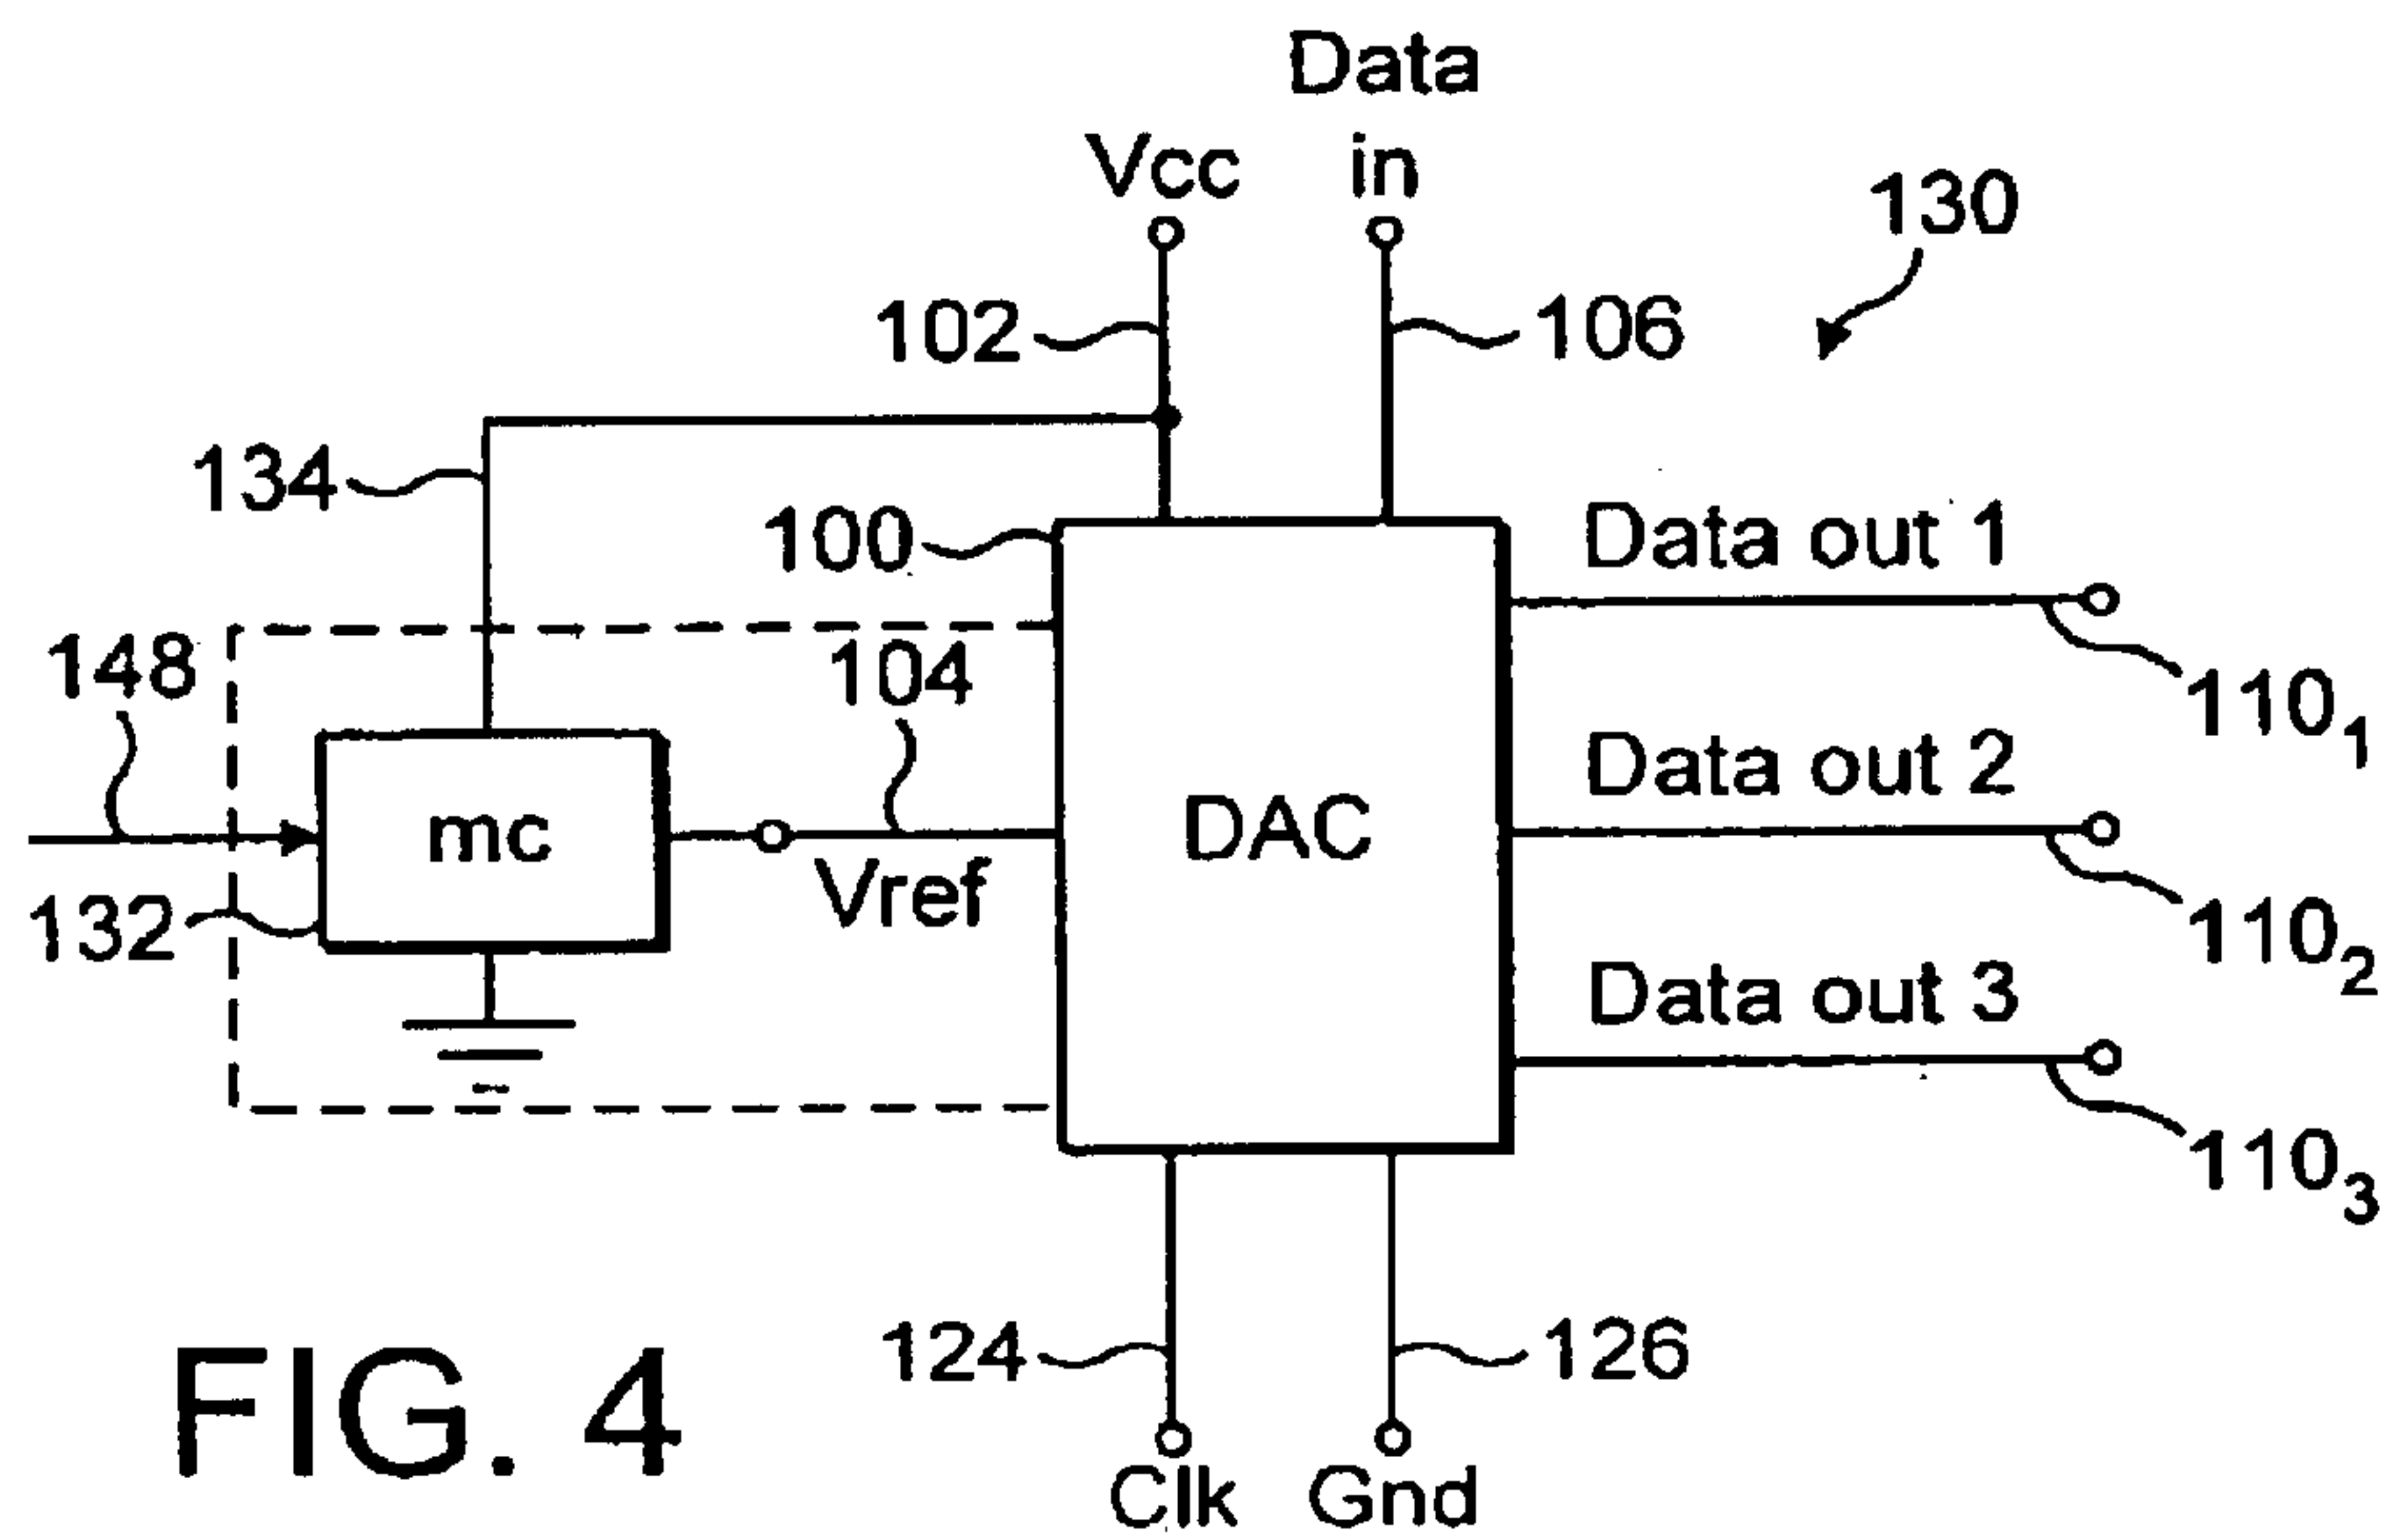 Data
in
Vcc
130
102
106
134
100
Data out 1
148
104
110₁
Data out 2
mc
DAC
Vref
132
110₂
Data out 3
110₃
124
126
FIG. 4
Clk
Gnd